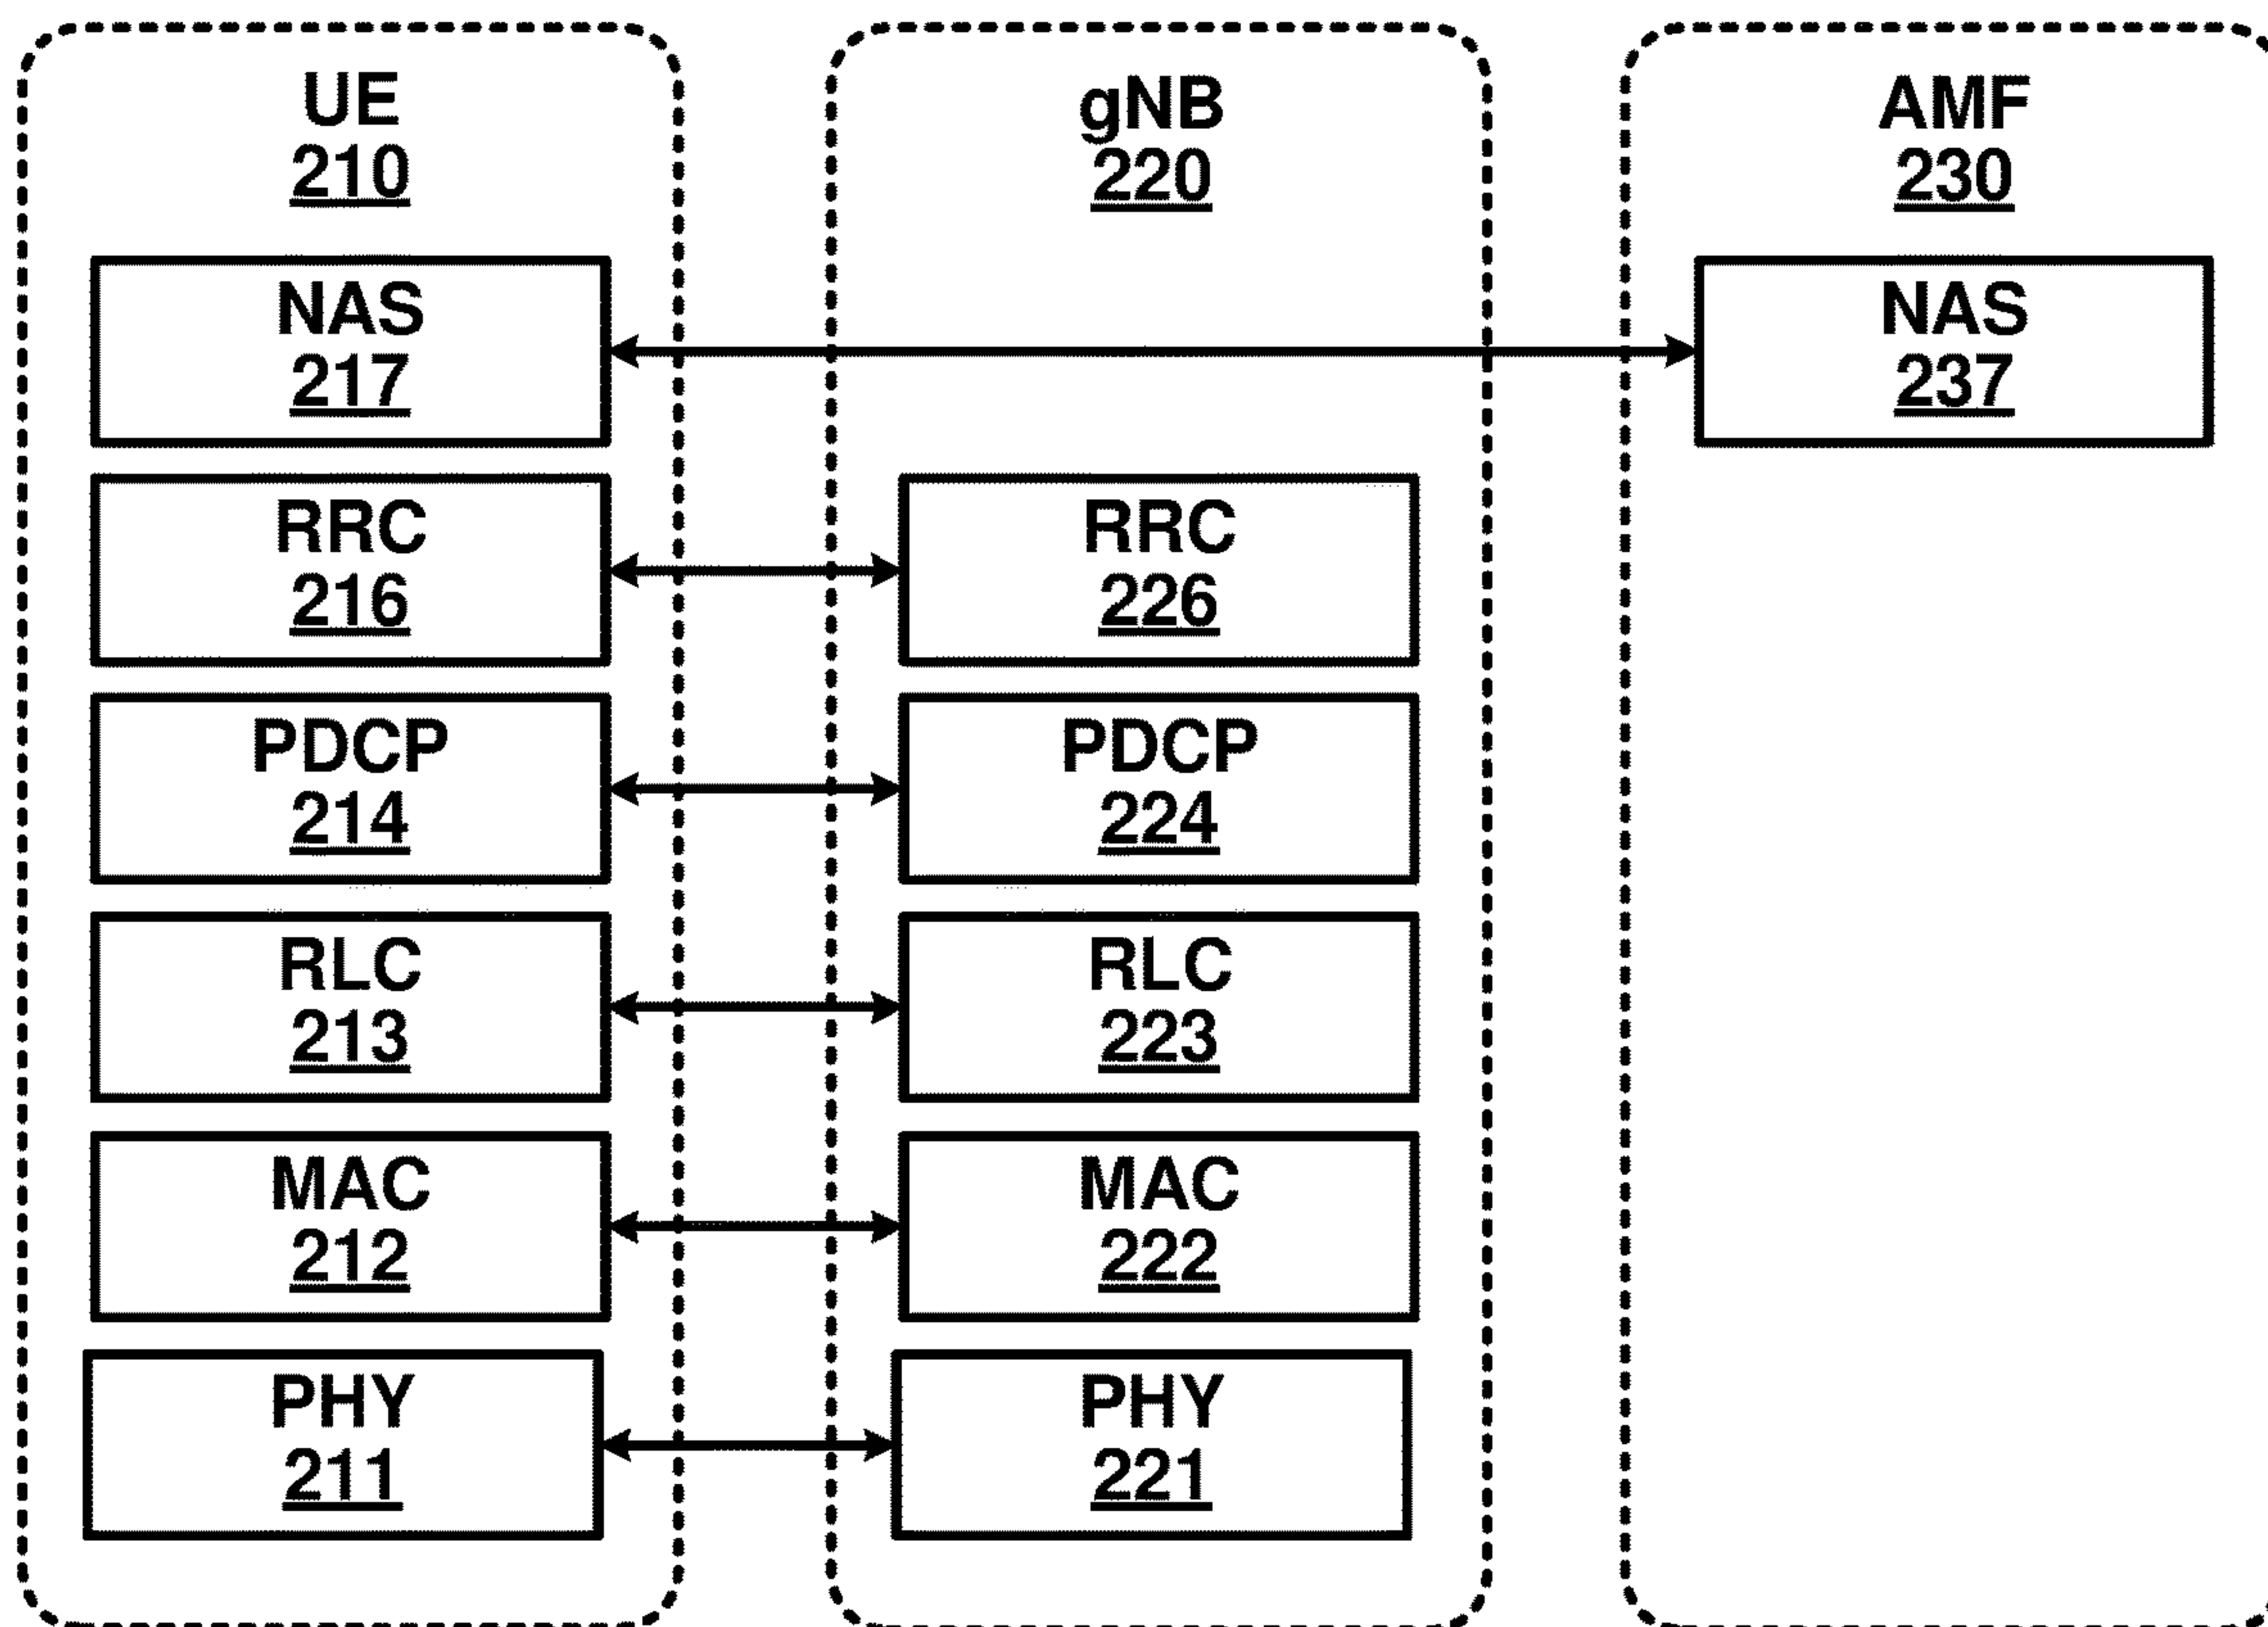 UE
210
gNB
220
AMF
230
NAS
217
NAS
237
RRC
216
RRC
226
PDCP
214
PDCP
224
RLC
213
RLC
223
MAC
212
MAC
222
PHY
211
PHY
221